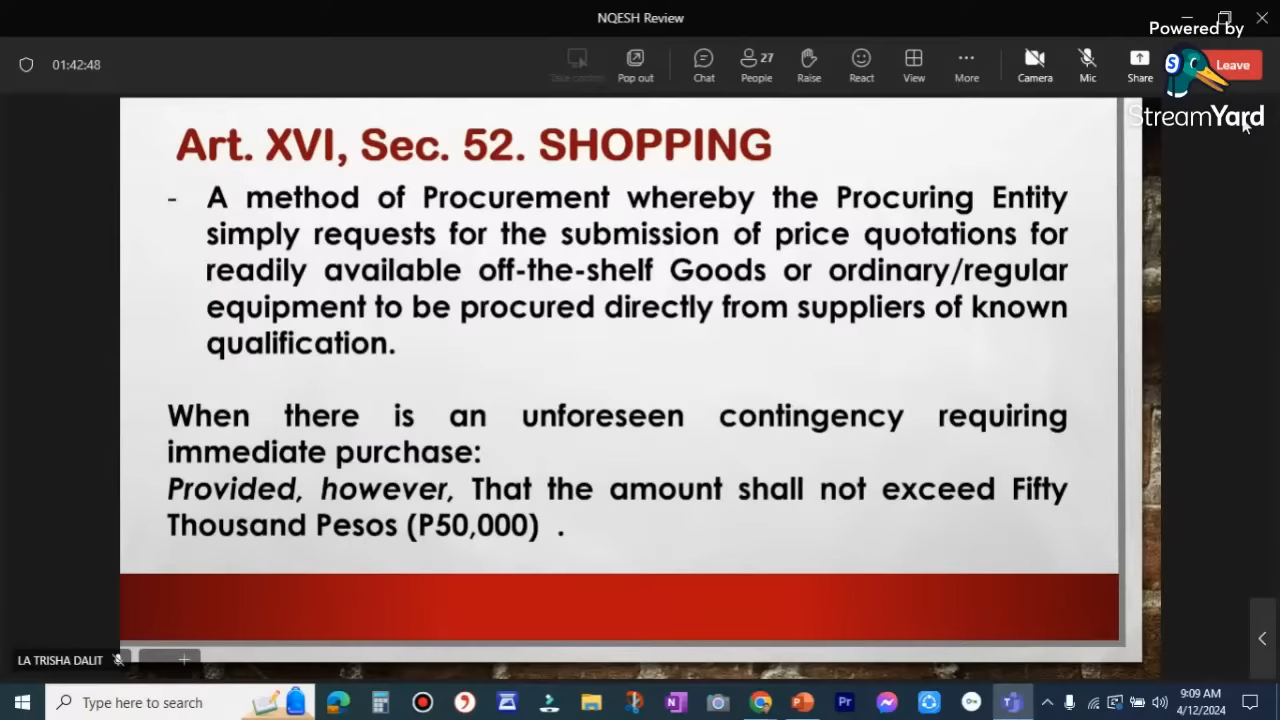 NQESH Review
Powered by
01:42:48
Take control
Pop out
Chat
27
People
Raise
React
View
More
Camera
Mic
Share
Leave
StreamYard
Art. XVI, Sec. 52. SHOPPING
- A method of Procurement whereby the Procuring Entity
simply requests for the submission of price quotations for
readily available off-the-shelf Goods or ordinary/regular
equipment to be procured directly from suppliers of known
qualification.
When there is an unforeseen contingency requiring
immediate purchase:
Provided, however, That the amount shall not exceed Fifty
Thousand Pesos (P50,000) .
LA TRISHA DALIT
Type here to search
9:09 AM
4/12/2024